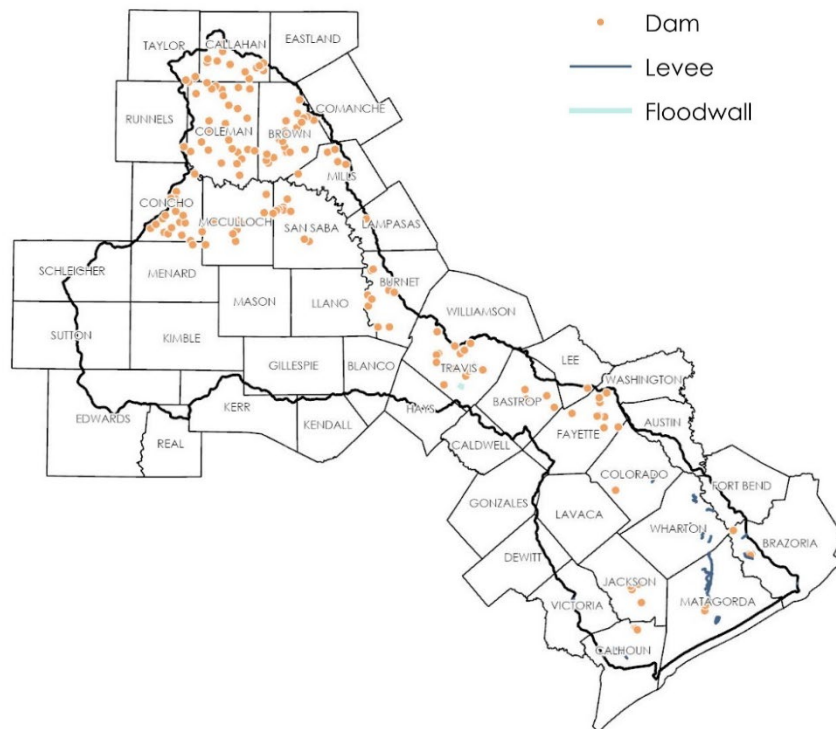 Dam
Levee
Floodwall
TAYLOR
CALLAHAN
EASTLAND
RUNNELS
COLEMAN
BROWN
COMANCHE
MILLS
CONCHO
MCCULLOCH
SAN SABA
LAMPASAS
SCHLEICHER
MENARD
BURNET
MASON
LLANO
WILLIAMSON
SUTTON
KIMBLE
GILLESPIE
BLANCO
TRAVIS
LEE
WASHINGTON
EDWARDS
REAL
KERR
KENDALL
HAYS
BASTROP
AUSTIN
CALDWELL
FAYETTE
COLORADO
FORT BEND
GONZALES
LAVACA
WHARTON
BRAZORIA
DEWITT
JACKSON
MATAGORDA
VICTORIA
CALHOUN